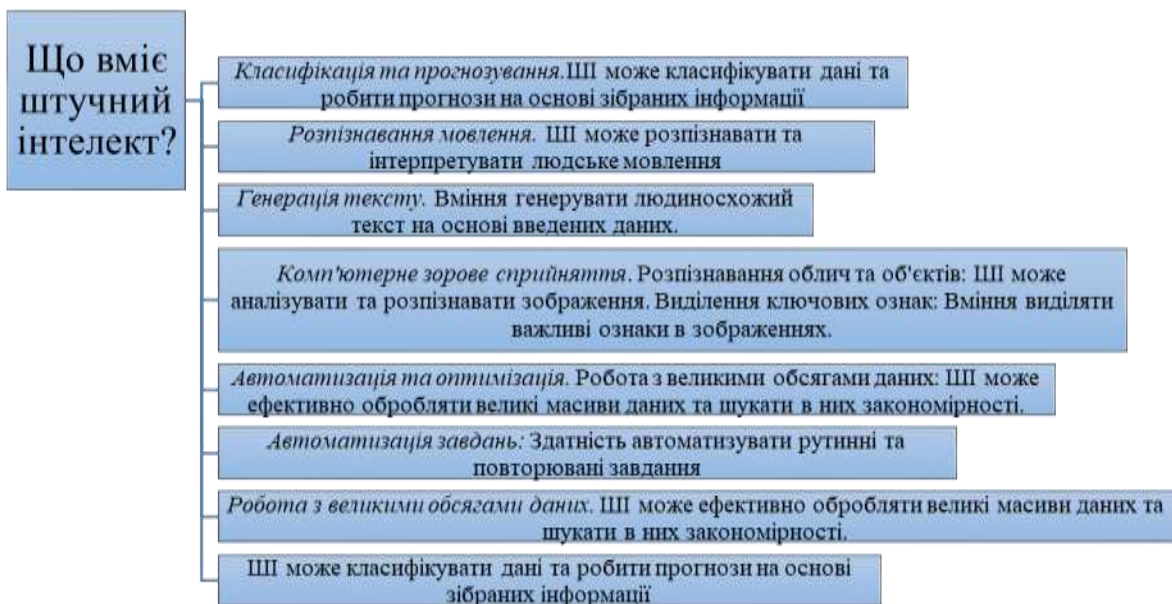 Що вміє
штучний
інтелект?
Класифікація та прогнозування.ШІ може класифікувати дані та
робити прогнози на основі зібраних інформації
Розпізнавання мовлення. ШІ може розпізнавати та
інтерпретувати людське мовлення
Генерація тексту. Вміння генерувати людиносхожий
текст на основі введених даних.
Комп'ютерне зорове сприйняття. Розпізнавання облич та об'єктів: ШІ може
аналізувати та розпізнавати зображення. Виділення ключових ознак: Вміння виділяти
важливі ознаки в зображеннях.
Автоматизація та оптимізація. Робота з великими обсягами даних: ШІ може
ефективно обробляти великі масиви даних та шукати в них закономірності.
Автоматизація завдань: Здатність автоматизувати рутинні та
повторювані завдання
Робота з великими обсягами даних. ШІ може ефективно обробляти великі масиви даних та
шукати в них закономірності.
ШІ може класифікувати дані та робити прогнози на основі
зібраних інформації